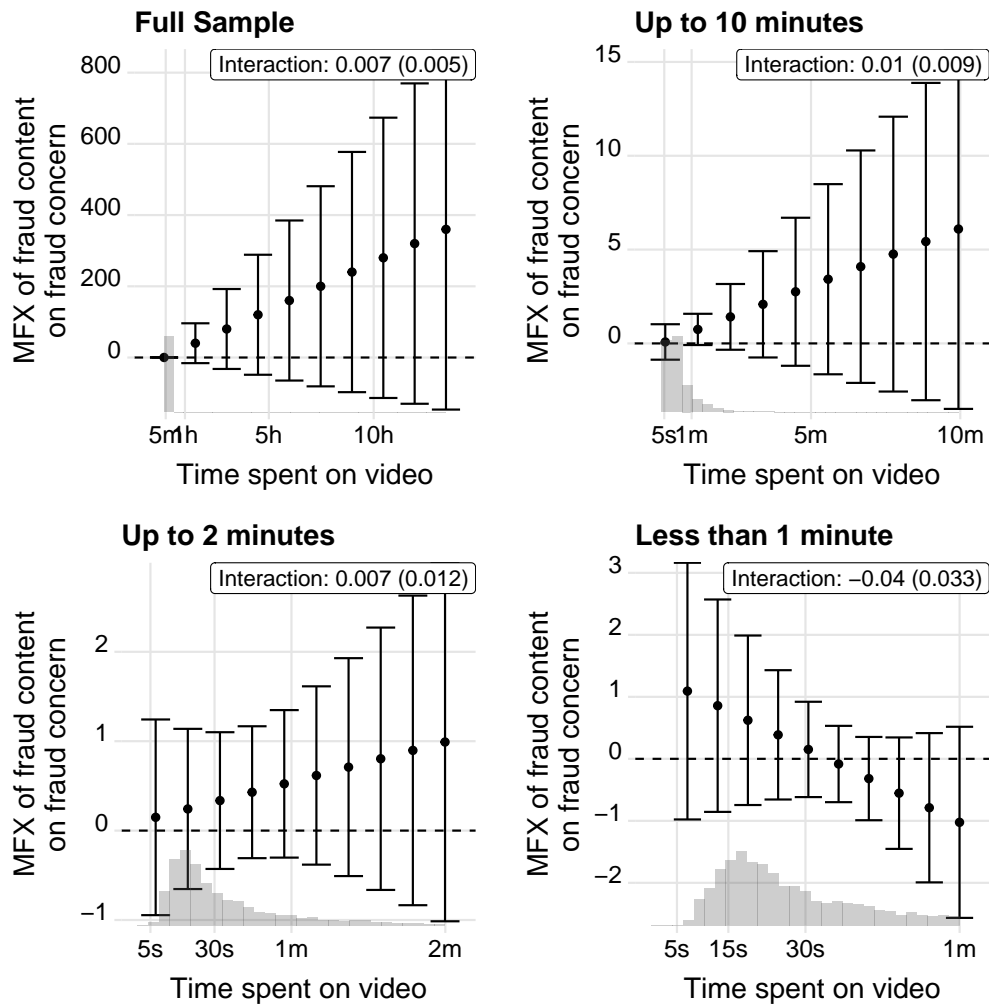 Full Sample
Interaction: 0.007 (0.005)
MFX of fraud content
on fraud concern
800
600
400
200
0
5m 1h 5h 10h
Time spent on video
Up to 10 minutes
Interaction: 0.01 (0.009)
MFX of fraud content
on fraud concern
15
10
5
0
5s 1m 5m 10m
Time spent on video
Up to 2 minutes
Interaction: 0.007 (0.012)
MFX of fraud content
on fraud concern
2
1
0
−1
5s 30s 1m 2m
Time spent on video
Less than 1 minute
Interaction: −0.04 (0.033)
MFX of fraud content
on fraud concern
3
2
1
0
−1
−2
5s 15s 30s 1m
Time spent on video